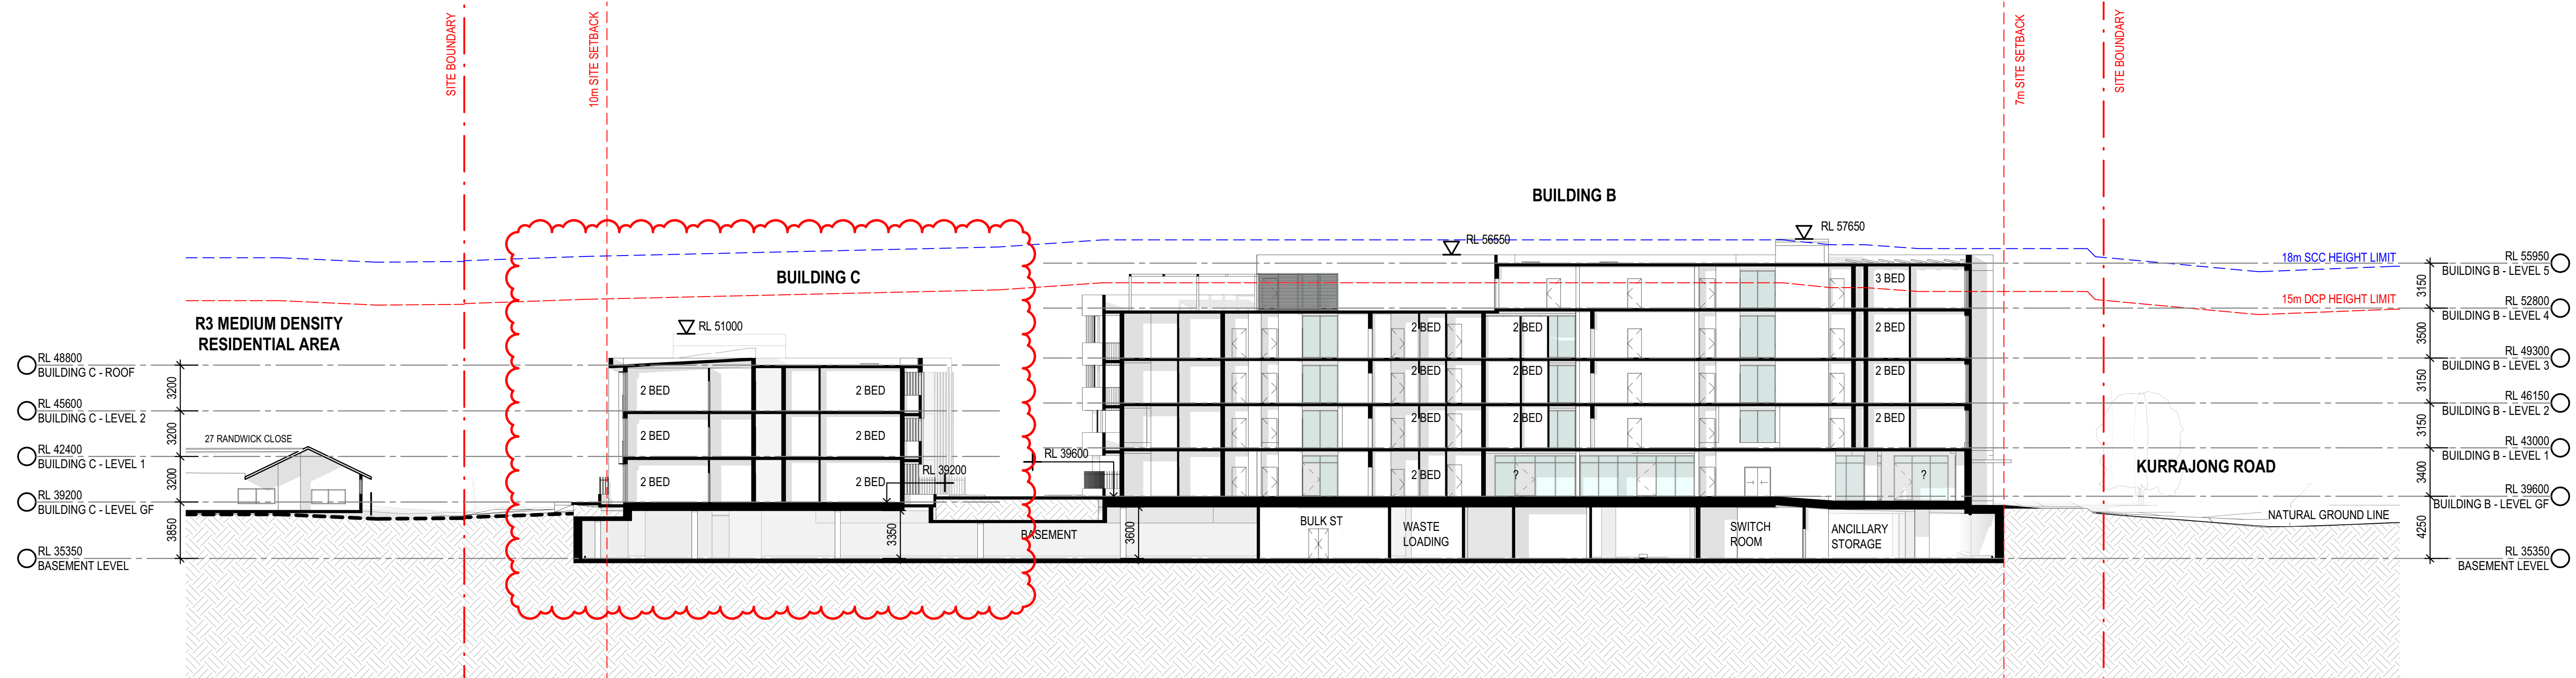 SITE BOUNDARY
10m SITE SETBACK
7m SITE SETBACK
SITE BOUNDARY
BUILDING B
RL 57650
RL 56550
BUILDING C
RL 51000
18m SCC HEIGHT LIMIT
15m DCP HEIGHT LIMIT
R3 MEDIUM DENSITY
RESIDENTIAL AREA
RL 48800
BUILDING C - ROOF
3200
RL 45600
BUILDING C - LEVEL 2
3200
RL 42400
BUILDING C - LEVEL 1
3200
RL 39200
BUILDING C - LEVEL GF
3850
RL 35350
BASEMENT LEVEL
27 RANDWICK CLOSE
2 BED
2 BED
2 BED
2 BED
2 BED
2 BED
RL 39200
RL 39600
3350
BASEMENT
3600
3 BED
2 BED
2 BED
2 BED
2 BED
2 BED
2 BED
2 BED
2 BED
2 BED
2 BED
?
?
BULK ST
WASTE
LOADING
SWITCH
ROOM
ANCILLARY
STORAGE
KURRAJONG ROAD
NATURAL GROUND LINE
RL 55950
BUILDING B - LEVEL 5
3150
RL 52800
BUILDING B - LEVEL 4
3500
RL 49300
BUILDING B - LEVEL 3
3150
RL 46150
BUILDING B - LEVEL 2
3150
RL 43000
BUILDING B - LEVEL 1
3400
RL 39600
BUILDING B - LEVEL GF
4250
RL 35350
BASEMENT LEVEL